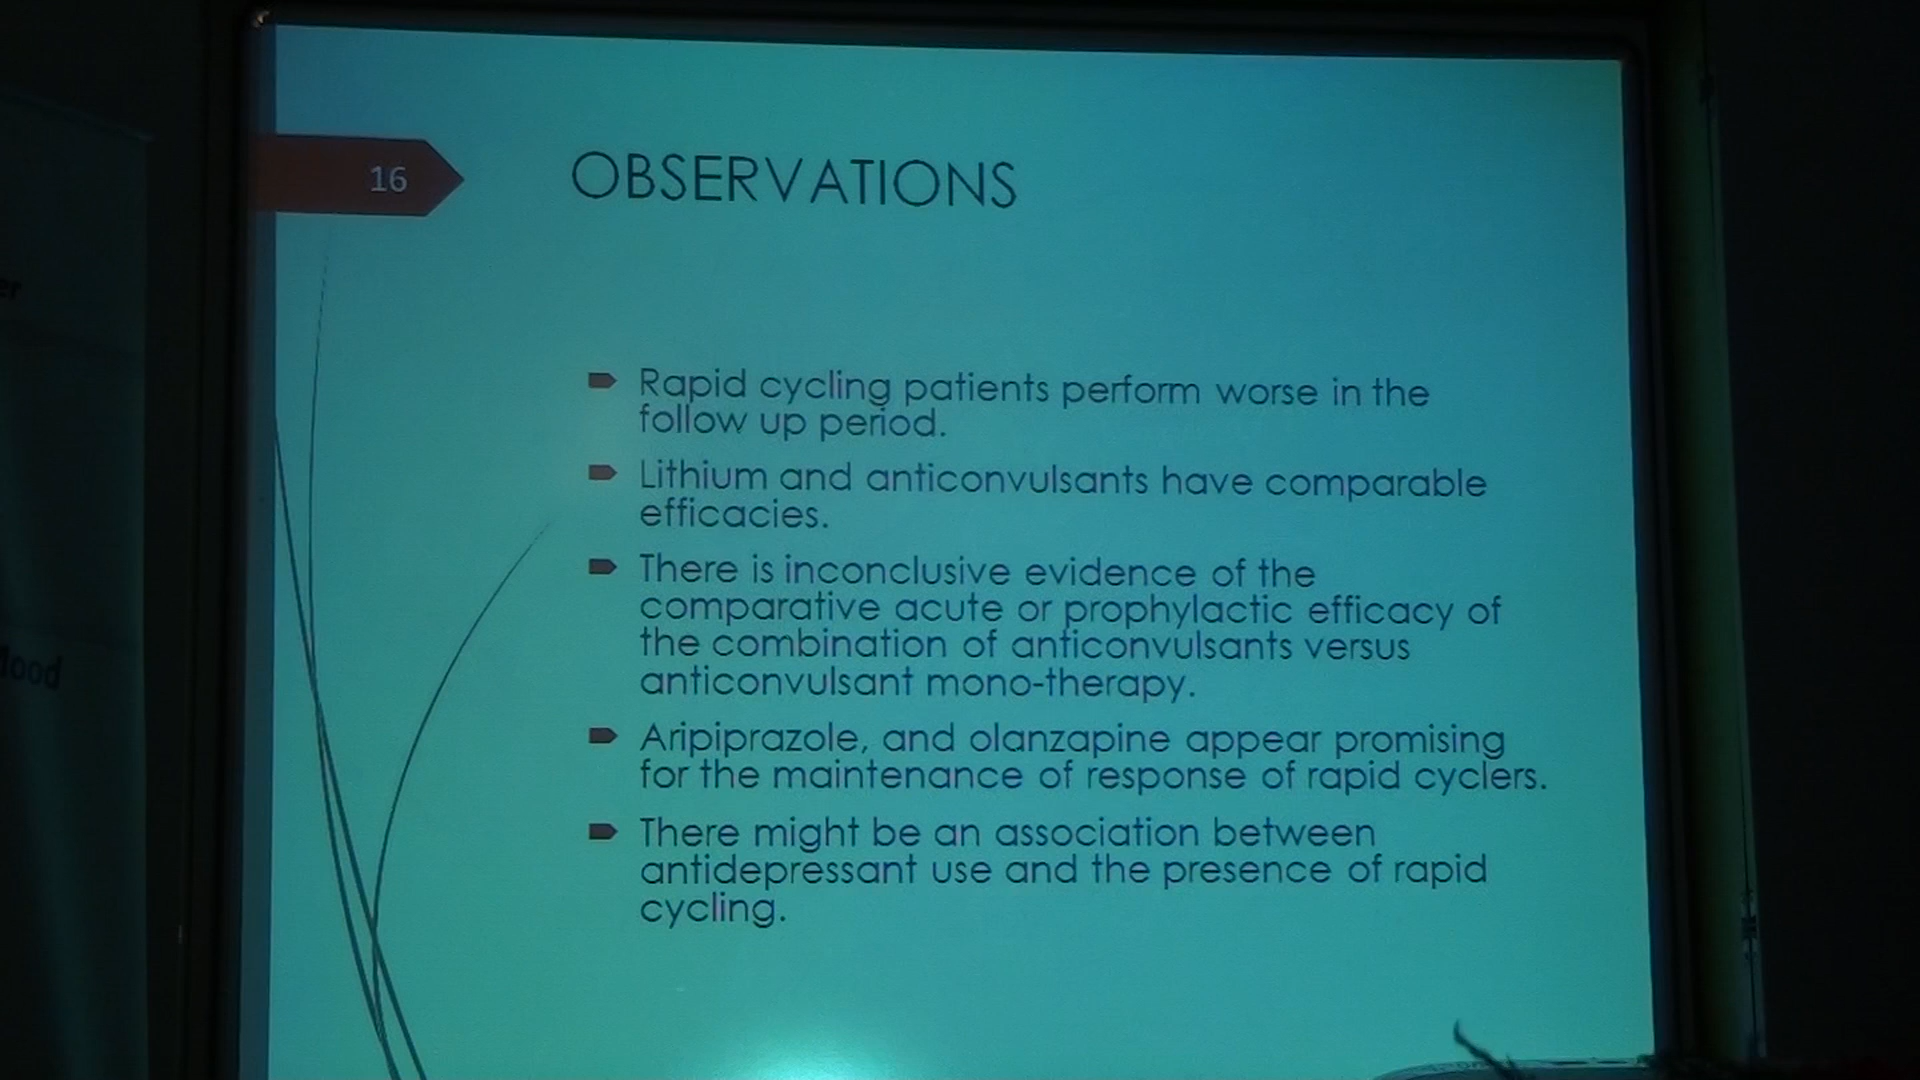 16
OBSERVATIONS
Rapid cycling patients perform worse in the
follow up period.
Lithium and anticonvulsants have comparable
efficacies.
There is inconclusive evidence of the
comparative acute or prophylactic efficacy of
the combination of anticonvulsants versus
anticonvulsant mono-therapy.
Aripiprazole, and olanzapine appear promising
for the maintenance of response of rapid cyclers.
There might be an association between
antidepressant use and the presence of rapid
cycling.